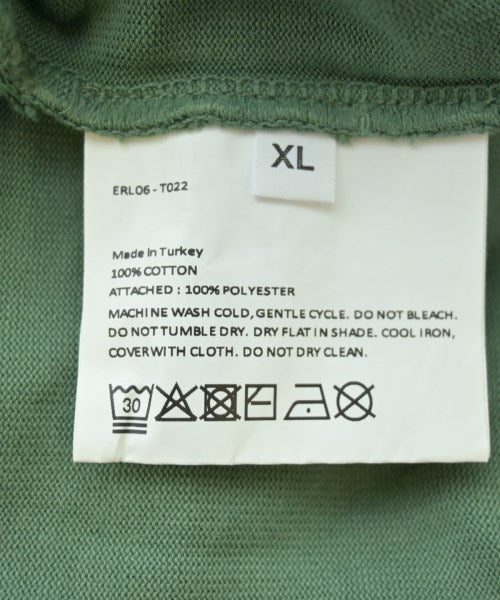 XL
ERL06 - T022
Made in Turkey
100% COTTON
ATTACHED : 100% POLYESTER
MACHINE WASH COLD, GENTLE CYCLE. DO NOT BLEACH.
DO NOT TUMBLE DRY. DRY FLAT IN SHADE. COOL IRON,
COVER WITH CLOTH. DO NOT DRY CLEAN.
30